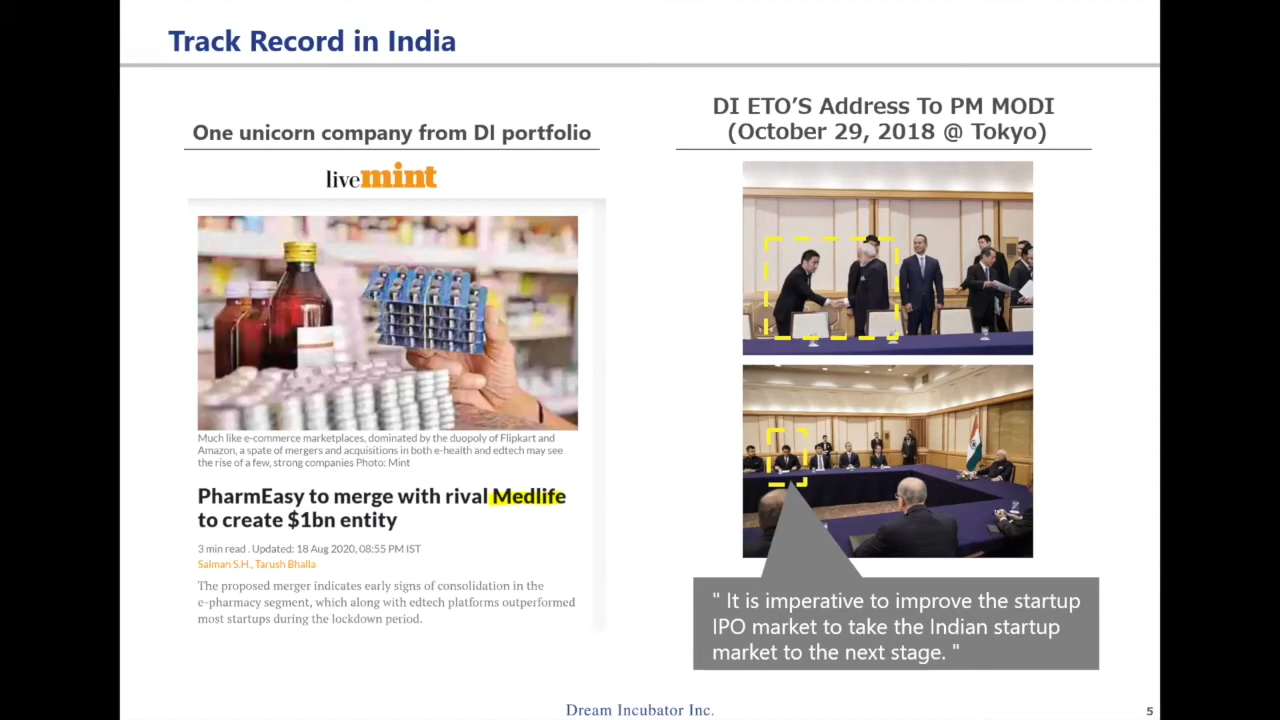 Track Record in India
One unicorn company from DI portfolio
livemint
Much like e-commerce marketplaces, dominated by the duopoly of Flipkart and
Amazon, a spate of mergers and acquisitions in both e-health and edtech may see
the rise of a few, strong companies Photo: Mint
PharmEasy to merge with rival Medlife
to create $1bn entity
3 min read . Updated: 18 Aug 2020, 08:55 PM IST
Salman S.H., Tarush Bhalla
The proposed merger indicates early signs of consolidation in the
e-pharmacy segment, which along with edtech platforms outperformed
most startups during the lockdown period.
DI ETO’S Address To PM MODI
(October 29, 2018 @ Tokyo)
" It is imperative to improve the startup
IPO market to take the Indian startup
market to the next stage. "
Dream Incubator Inc.
5